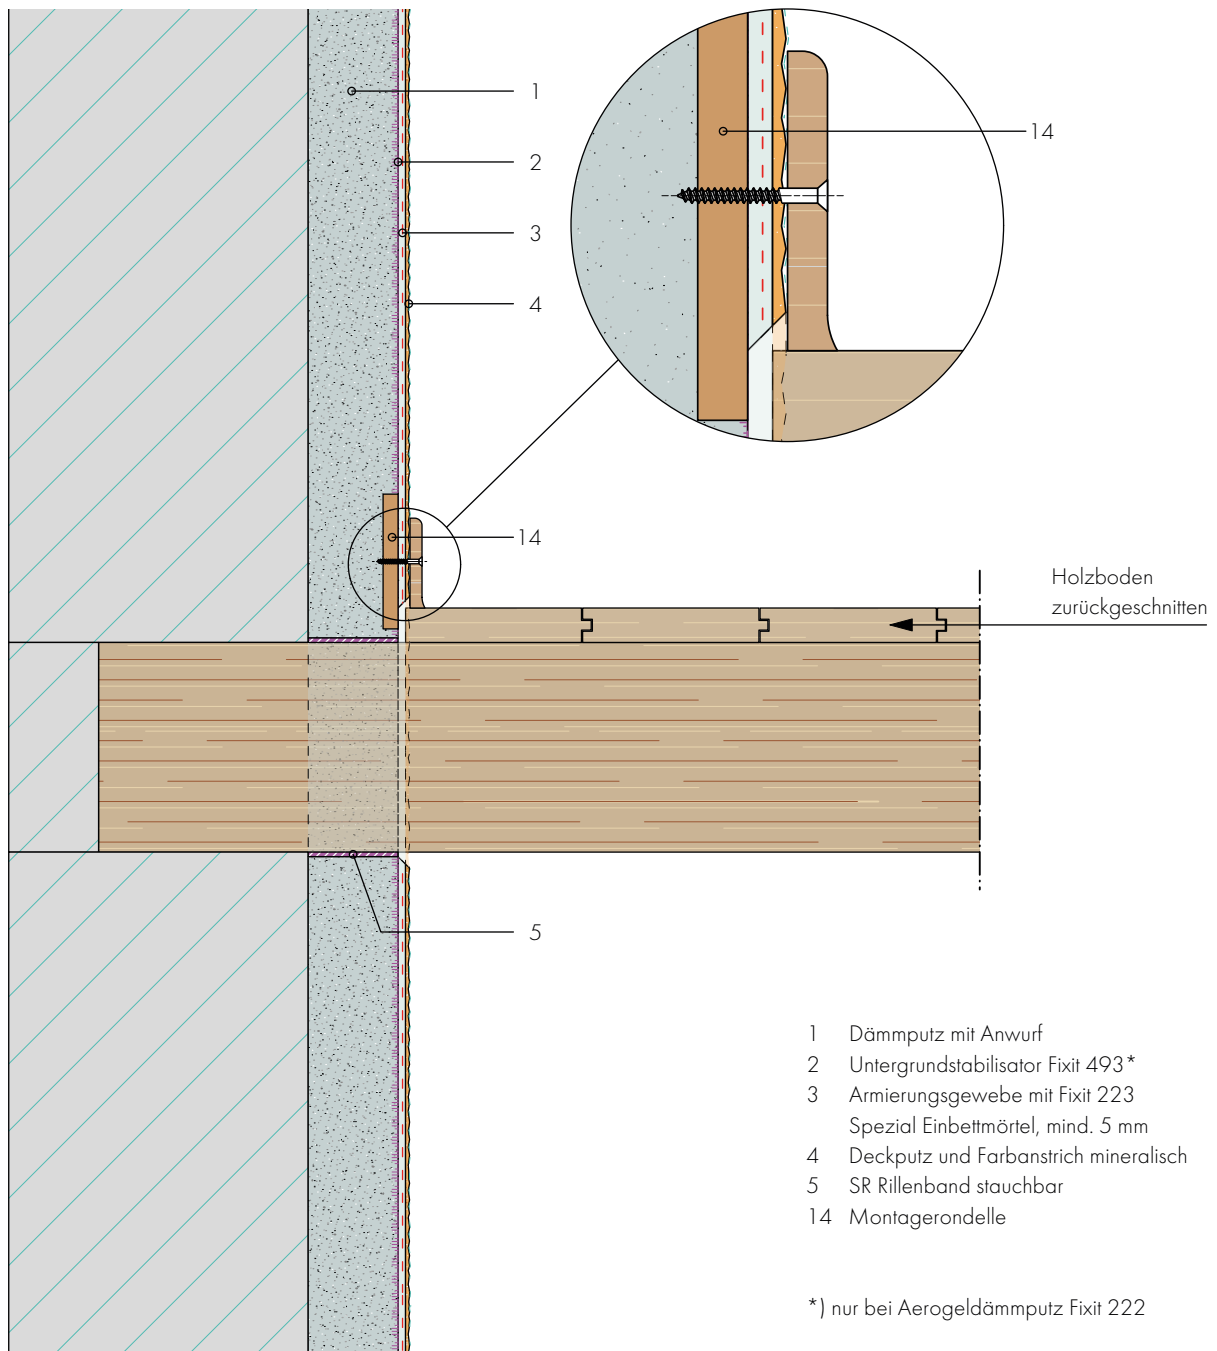 1
14
2
3
4
14
Holzboden
zurückgeschnitten
5
1 Dämmputz mit Anwurf
2 Untergrundstabilisator Fixit 493*
3 Armierungsgewebe mit Fixit 223
Spezial Einbettmörtel, mind. 5 mm
4 Deckputz und Farbanstrich mineralisch
5 SR Rillenband stauchbar
14 Montagerondelle
*) nur bei Aerogeldämmputz Fixit 222